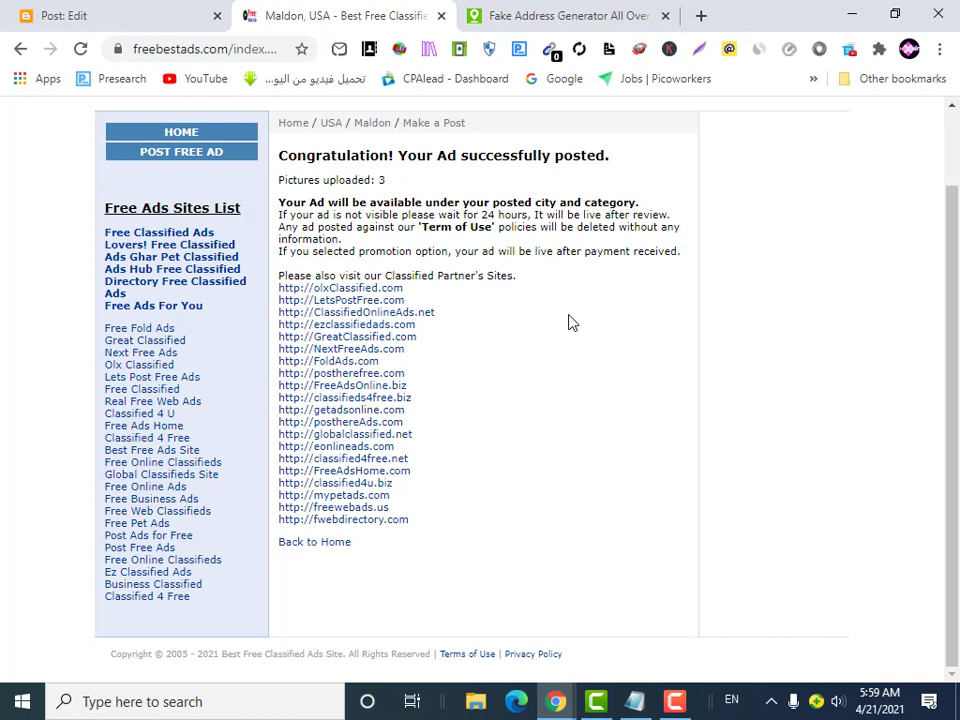 Post: Edit
Maldon, USA - Best Free Classifie
Fake Address Generator All Over
freebestads.com/index....
0
Apps
Presearch
YouTube
تحميل فيديو من اليو...
CPAlead - Dashboard
Google
Jobs | Picoworkers
»
Other bookmarks
HOME
POST FREE AD
Free Ads Sites List
Free Classified Ads
Lovers! Free Classified
Ads Ghar Pet Classified
Ads Hub Free Classified
Directory Free Classified
Ads
Free Ads For You
Free Fold Ads
Great Classified
Next Free Ads
Olx Classified
Lets Post Free Ads
Free Classified
Real Free Web Ads
Classified 4 U
Free Ads Home
Classified 4 Free
Best Free Ads Site
Free Online Classifieds
Global Classifieds Site
Free Online Ads
Free Business Ads
Free Web Classifieds
Free Pet Ads
Post Ads for Free
Post Free Ads
Free Online Classifieds
Ez Classified Ads
Business Classified
Classified 4 Free
Home / USA / Maldon / Make a Post
Congratulation! Your Ad successfully posted.
Pictures uploaded: 3
Your Ad will be available under your posted city and category.
If your ad is not visible please wait for 24 hours, It will be live after review.
Any ad posted against our 'Term of Use' policies will be deleted without any
information.
If you selected promotion option, your ad will be live after payment received.
Please also visit our Classified Partner's Sites.
http://olxClassified.com
http://LetsPostFree.com
http://ClassifiedOnlineAds.net
http://ezclassifiedads.com
http://GreatClassified.com
http://NextFreeAds.com
http://FoldAds.com
http://postherefree.com
http://FreeAdsOnline.biz
http://classifieds4free.biz
http://getadsonline.com
http://posthereAds.com
http://globalclassified.net
http://eonlineads.com
http://classified4free.net
http://FreeAdsHome.com
http://classified4u.biz
http://mypetads.com
http://freewebads.us
http://fwebdirectory.com
Back to Home
Copyright © 2005 - 2021 Best Free Classified Ads Site. All Rights Reserved | Terms of Use | Privacy Policy
Type here to search
EN
5:59 AM
4/21/2021